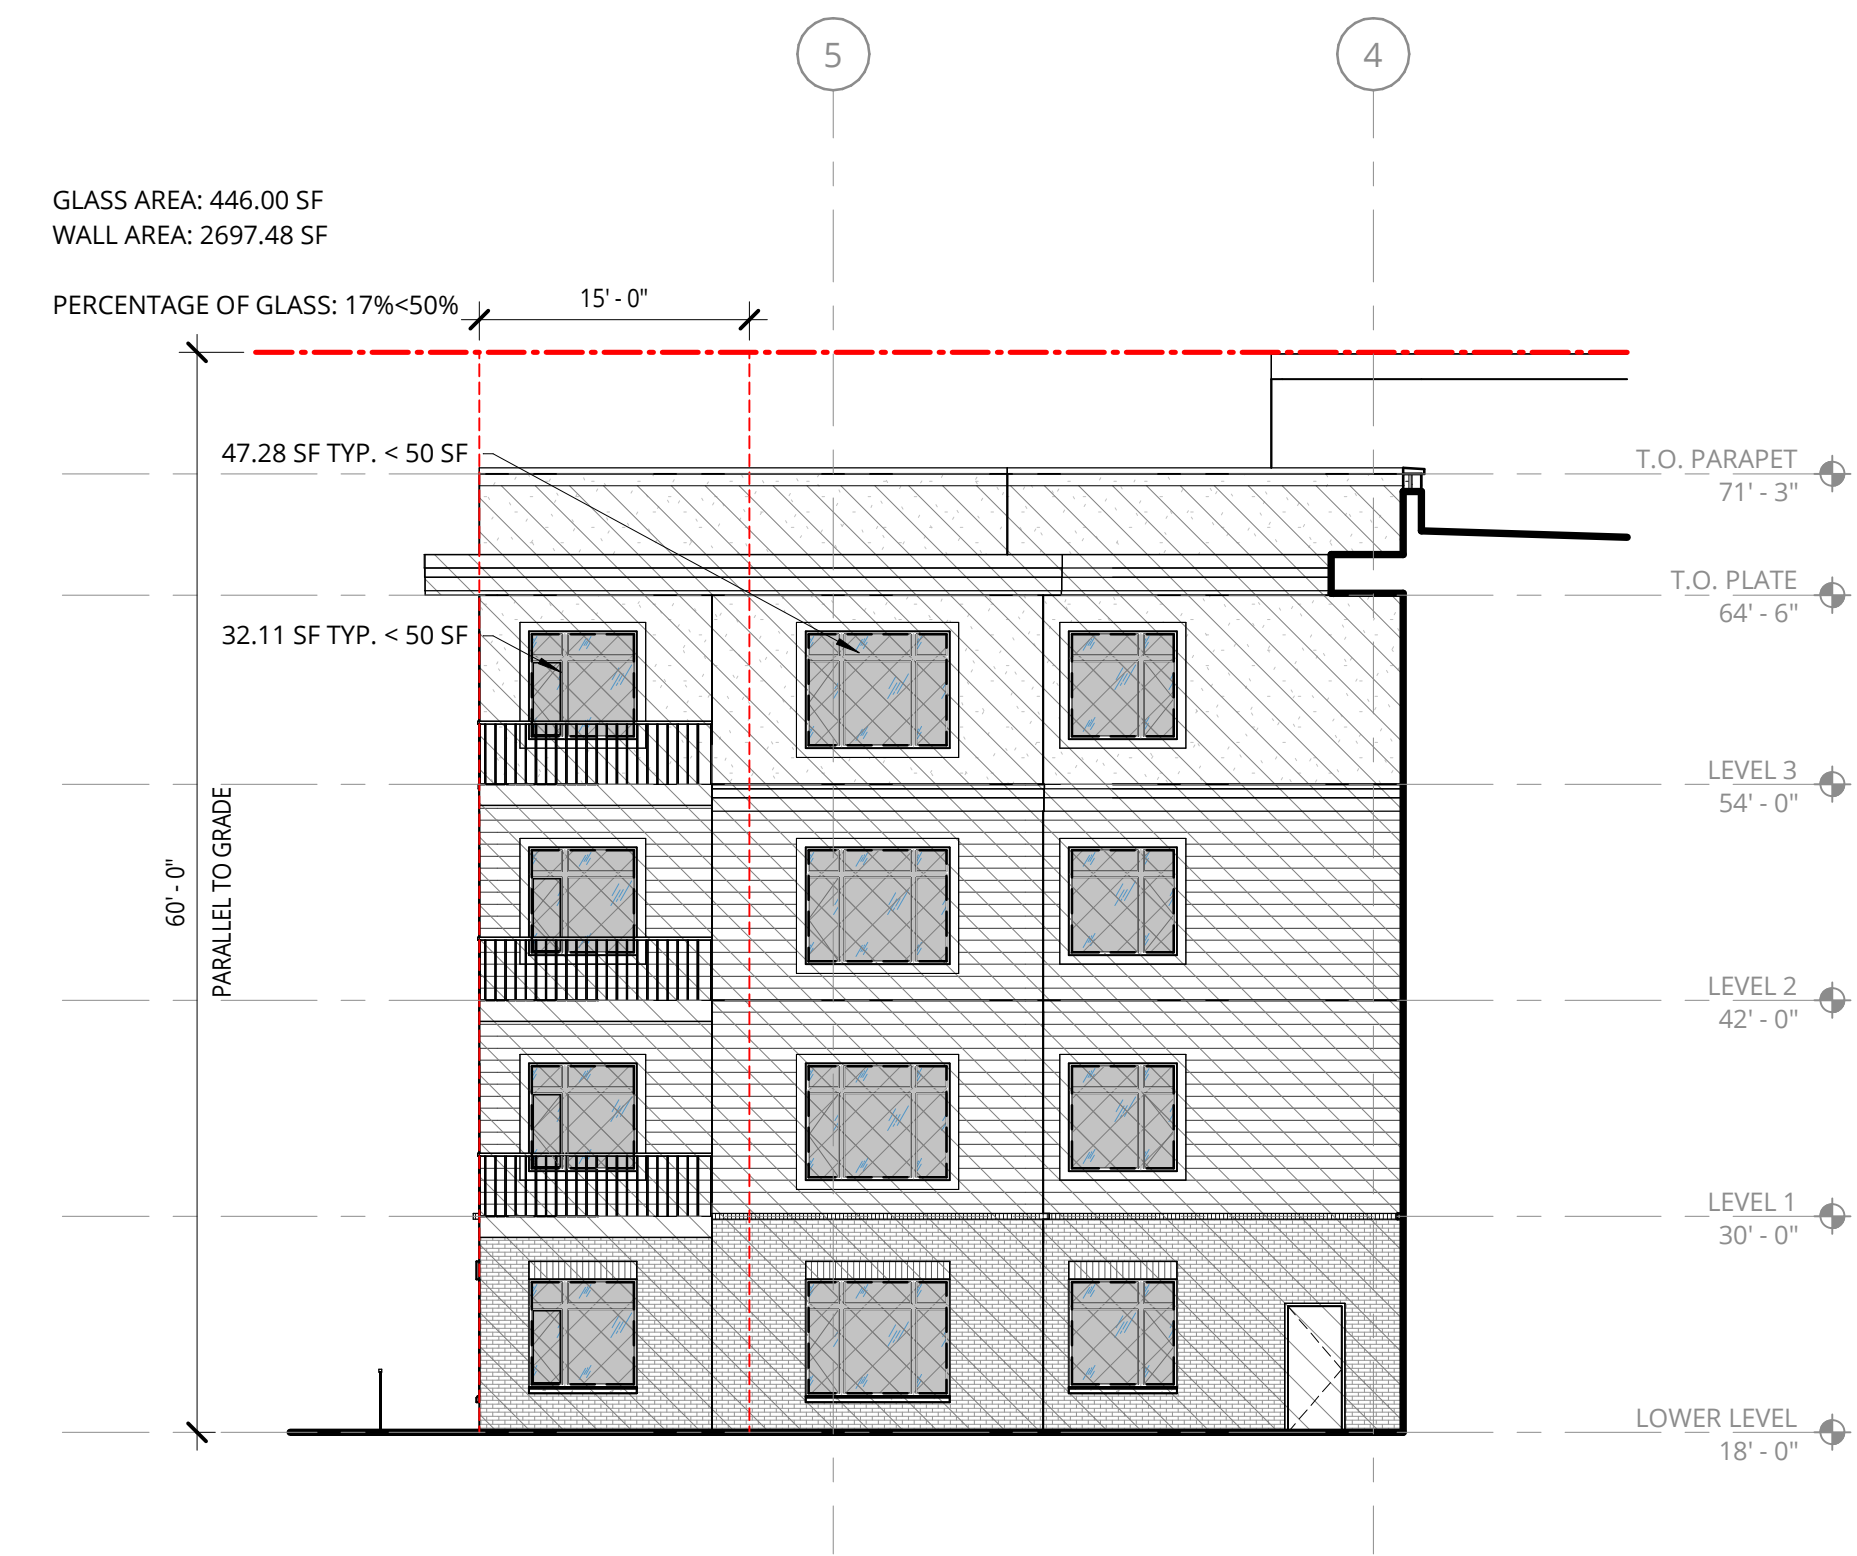 5
4
GLASS AREA: 446.00 SF
WALL AREA: 2697.48 SF
PERCENTAGE OF GLASS: 17%<50%
15' - 0"
47.28 SF TYP. < 50 SF
T.O. PARAPET
71' - 3"
T.O. PLATE
64' - 6"
32.11 SF TYP. < 50 SF
LEVEL 3
54' - 0"
60' - 0"
PARALLEL TO GRADE
LEVEL 2
42' - 0"
LEVEL 1
30' - 0"
LOWER LEVEL
18' - 0"